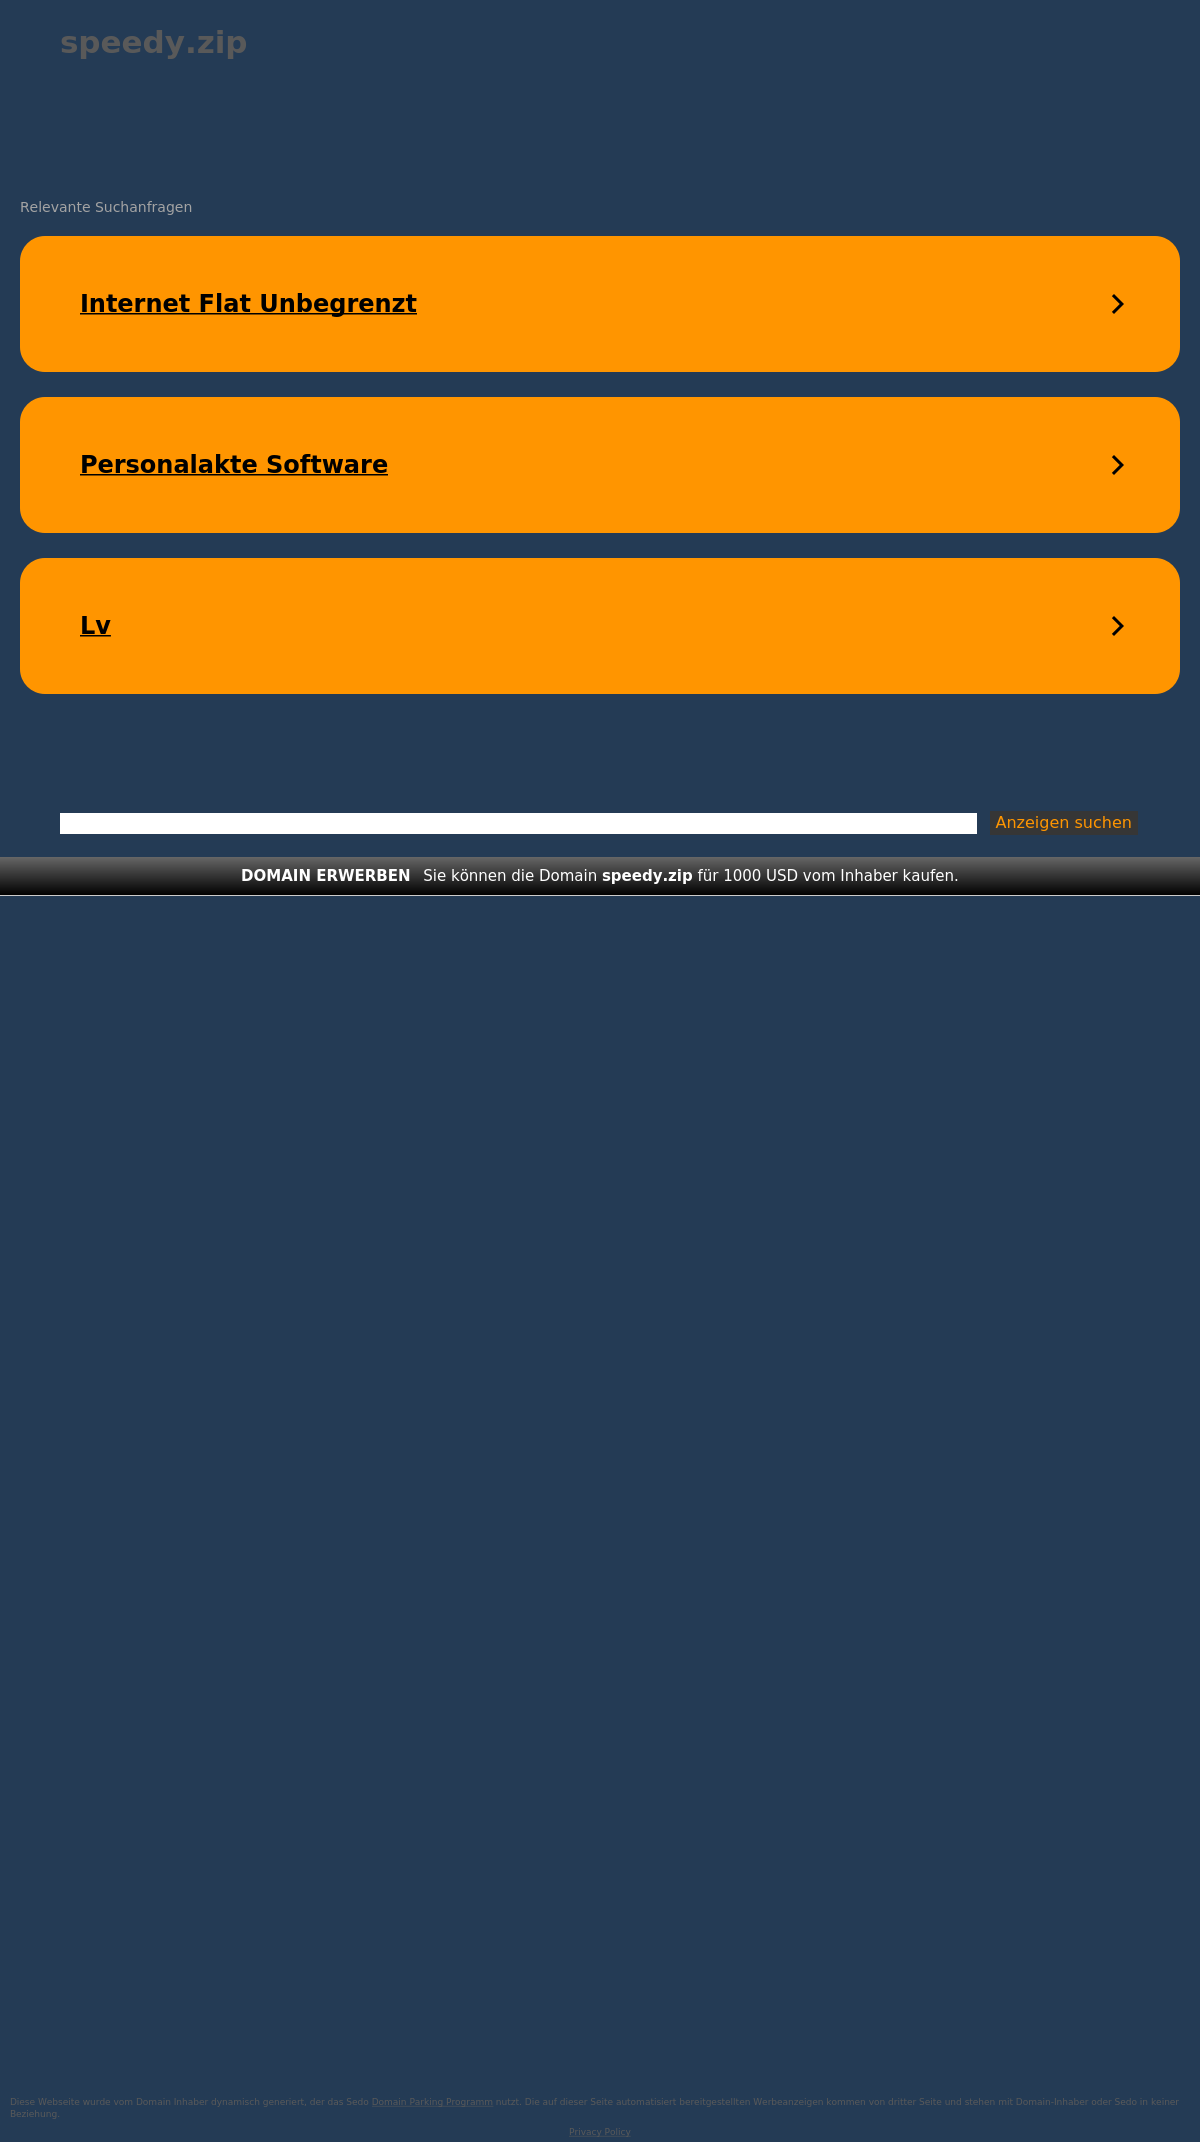 speedy.zip
Relevante Suchanfragen
Internet Flat Unbegrenzt
Personalakte Software
Lv
Anzeigen suchen
DOMAIN ERWERBEN Sie können die Domain speedy.zip für 1000 USD vom Inhaber kaufen.
Diese Webseite wurde vom Domain Inhaber dynamisch generiert, der das Sedo Domain Parking Programm nutzt. Die auf dieser Seite automatisiert bereitgestellten Werbeanzeigen kommen von dritter Seite und stehen mit Domain-Inhaber oder Sedo in keiner
Beziehung.
Privacy Policy